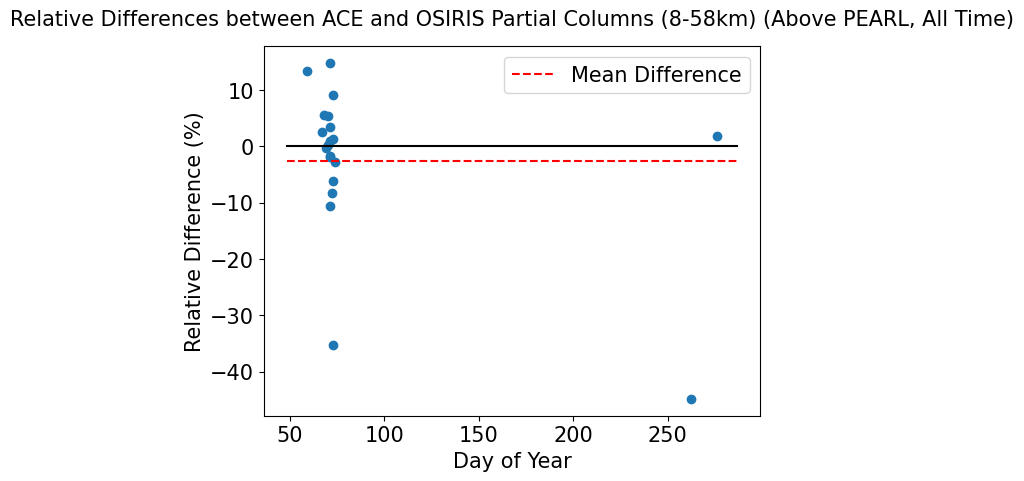 Relative Differences between ACE and OSIRIS Partial Columns (8-58km) (Above PEARL, All Time)
Mean Difference
Relative Difference (%)
10
0
−10
−20
−30
−40
50
100
150
200
250
Day of Year